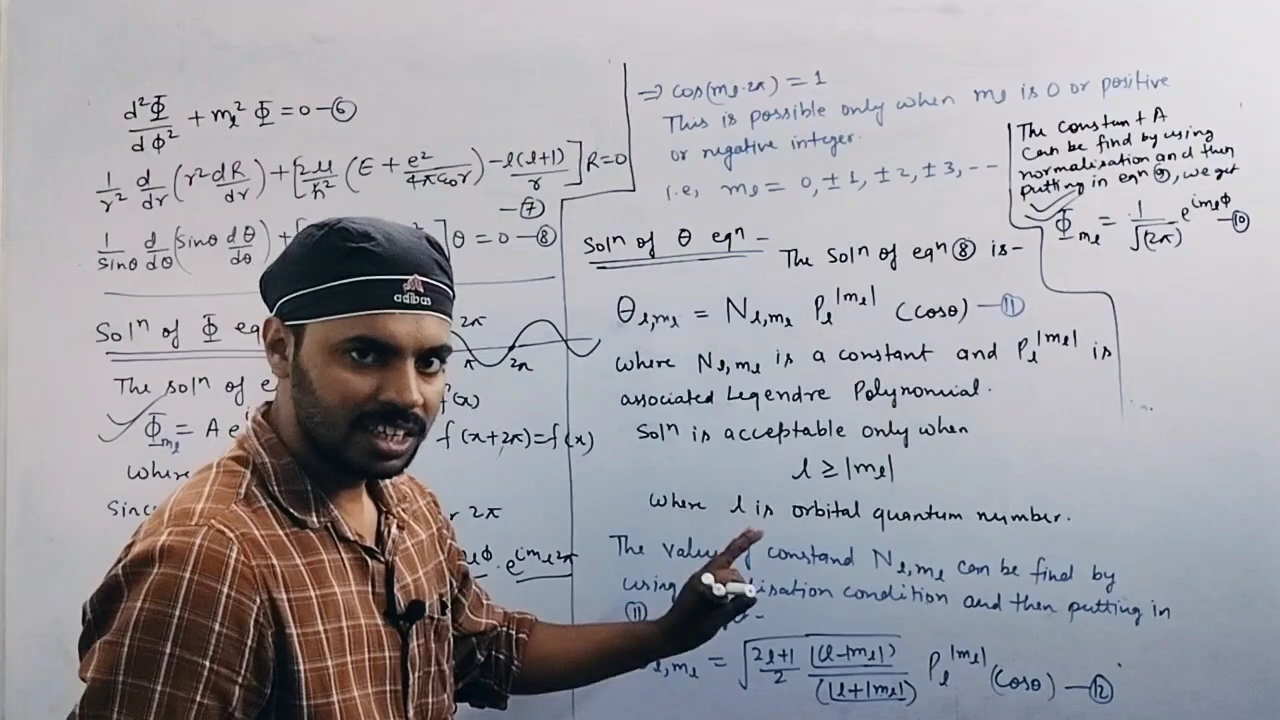 d²Φ/dϕ² + mₗ² Φ = 0 – ⑥
1/r² d/dr (r² dR/dr) + [2μ/ħ² (E + e²/4πε₀r) – l(l+1)/r] R = 0
– ⑦
1/sinθ d/dθ (sinθ dθ/dθ) + [ ² ] θ = 0 – ⑧
Solⁿ of Φ eq
The solⁿ of e
Φₘₗ = A e
where
Sinc
2π
π 2π
f(x)
f(x+2π)=f(x)
r 2π
ϕ . e^(imₗ2π
⇒ cos(mₗ.2π) = 1
This is possible only when mₗ is 0 or positive
or negative integer.
i.e, mₗ = 0, ±1, ±2, ±3, - -
The constant A
can be find by using
normalisation and then
putting in eqⁿ ⑨, we get
Φₘₗ = 1/√(2π) e^(imₗϕ) – ⑩
Solⁿ of θ eqⁿ –
The Solⁿ of eqⁿ ⑧ is –
Θₗ,ₘₗ = Nₗ,ₘₗ Pₗ^|mₗ| (cosθ) – ⑪
where Nₗ,ₘₗ is a constant and Pₗ^|mₗ| is
associated Legendre Polynomial.
Solⁿ is acceptable only when
l ≥ |mₗ|
where l is orbital quantum number.
The value constand Nₗ,ₘₗ can be find by
using isation condition and then putting in
⑪
ₗ,ₘₗ = √(2l+1/2 (l-|mₗ|)/(l+|mₗ|)) Pₗ^|mₗ| (cosθ) – ⑫
adibas